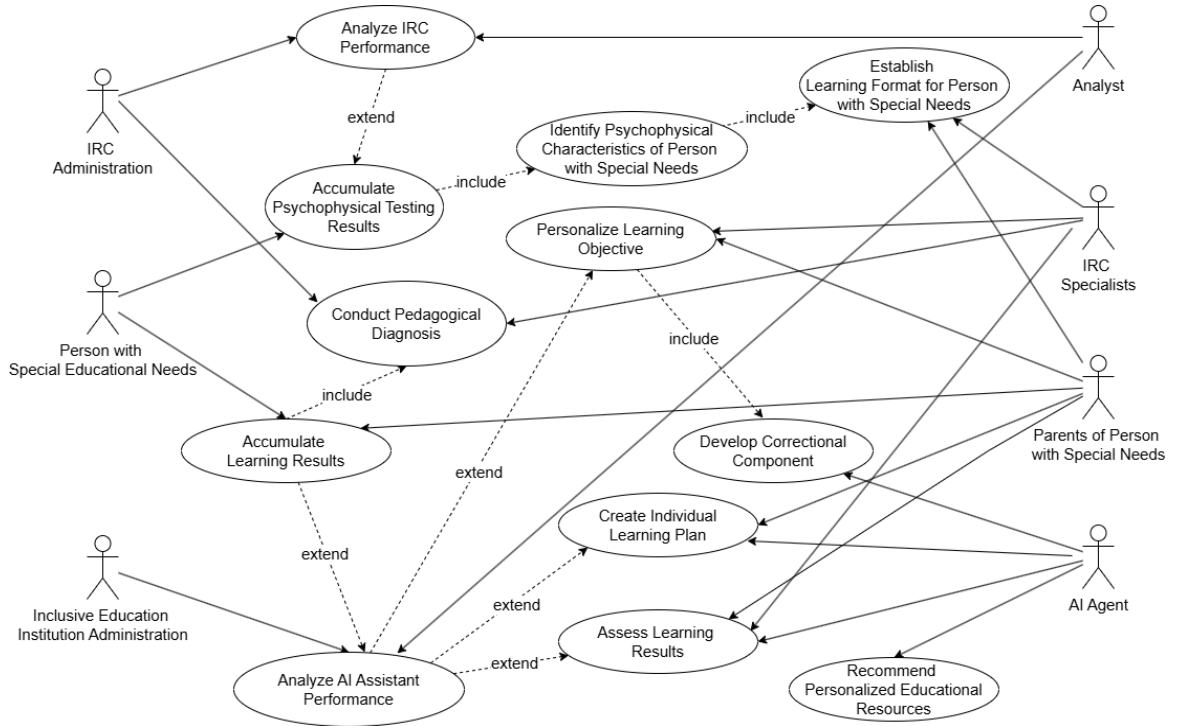 Analyze IRC
Performance
Analyst
Establish
Learning Format for Person
with Special Needs
IRC
Administration
extend
include
Identify Psychophysical
Characteristics of Person
with Special Needs
Accumulate
Psychophysical Testing
Results
include
Personalize Learning
Objective
IRC
Specialists
Person with
Special Educational Needs
Conduct Pedagogical
Diagnosis
include
include
Accumulate
Learning Results
Develop Correctional
Component
Parents of Person
with Special Needs
extend
Create Individual
Learning Plan
extend
Inclusive Education
Institution Administration
extend
AI Agent
Assess Learning
Results
extend
Analyze AI Assistant
Performance
Recommend
Personalized Educational
Resources